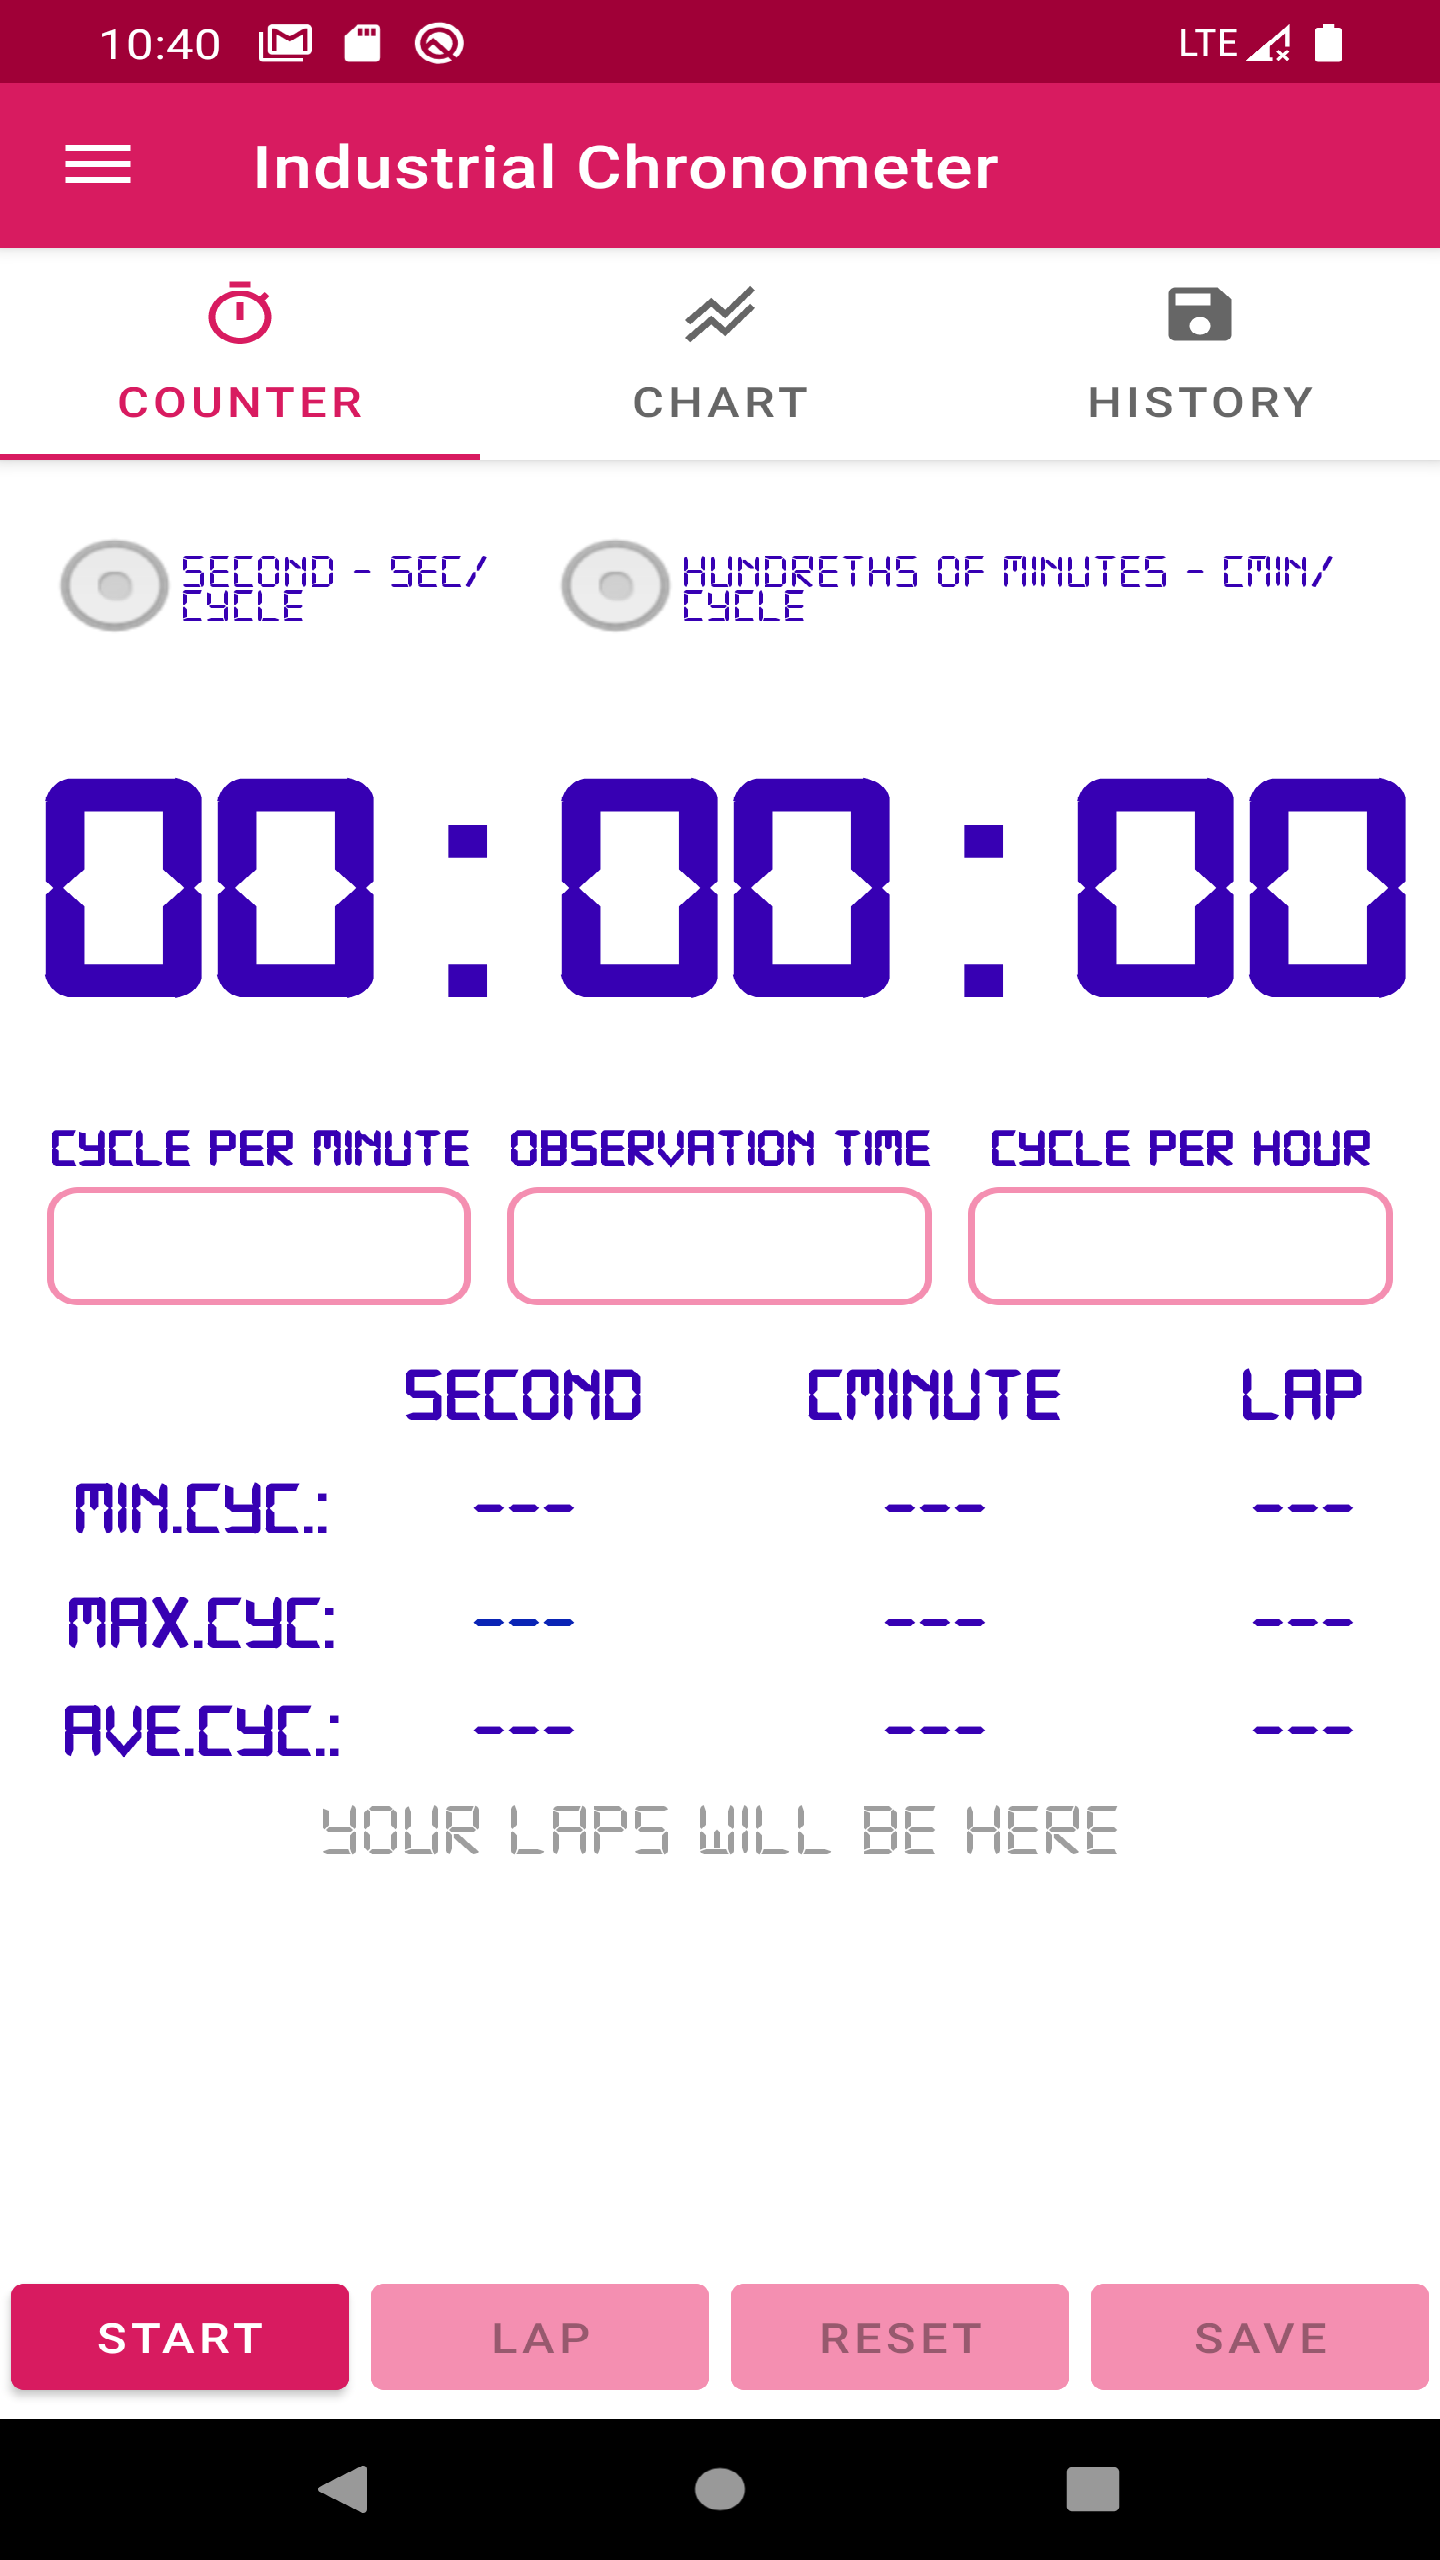 10:40 LTE
Industrial Chronometer
COUNTER CHART HISTORY
SECOND - SEC/
CYCLE
HUNDRETHS OF MINUTES - CMIN/
CYCLE
00:00:00
CYCLE PER MINUTE OBSERVATION TIME CYCLE PER HOUR
SECOND CMINUTE LAP
MIN.CYC.: --- --- ---
MAX.CYC: --- --- ---
AVE.CYC.: --- --- ---
YOUR LAPS WILL BE HERE
START LAP RESET SAVE